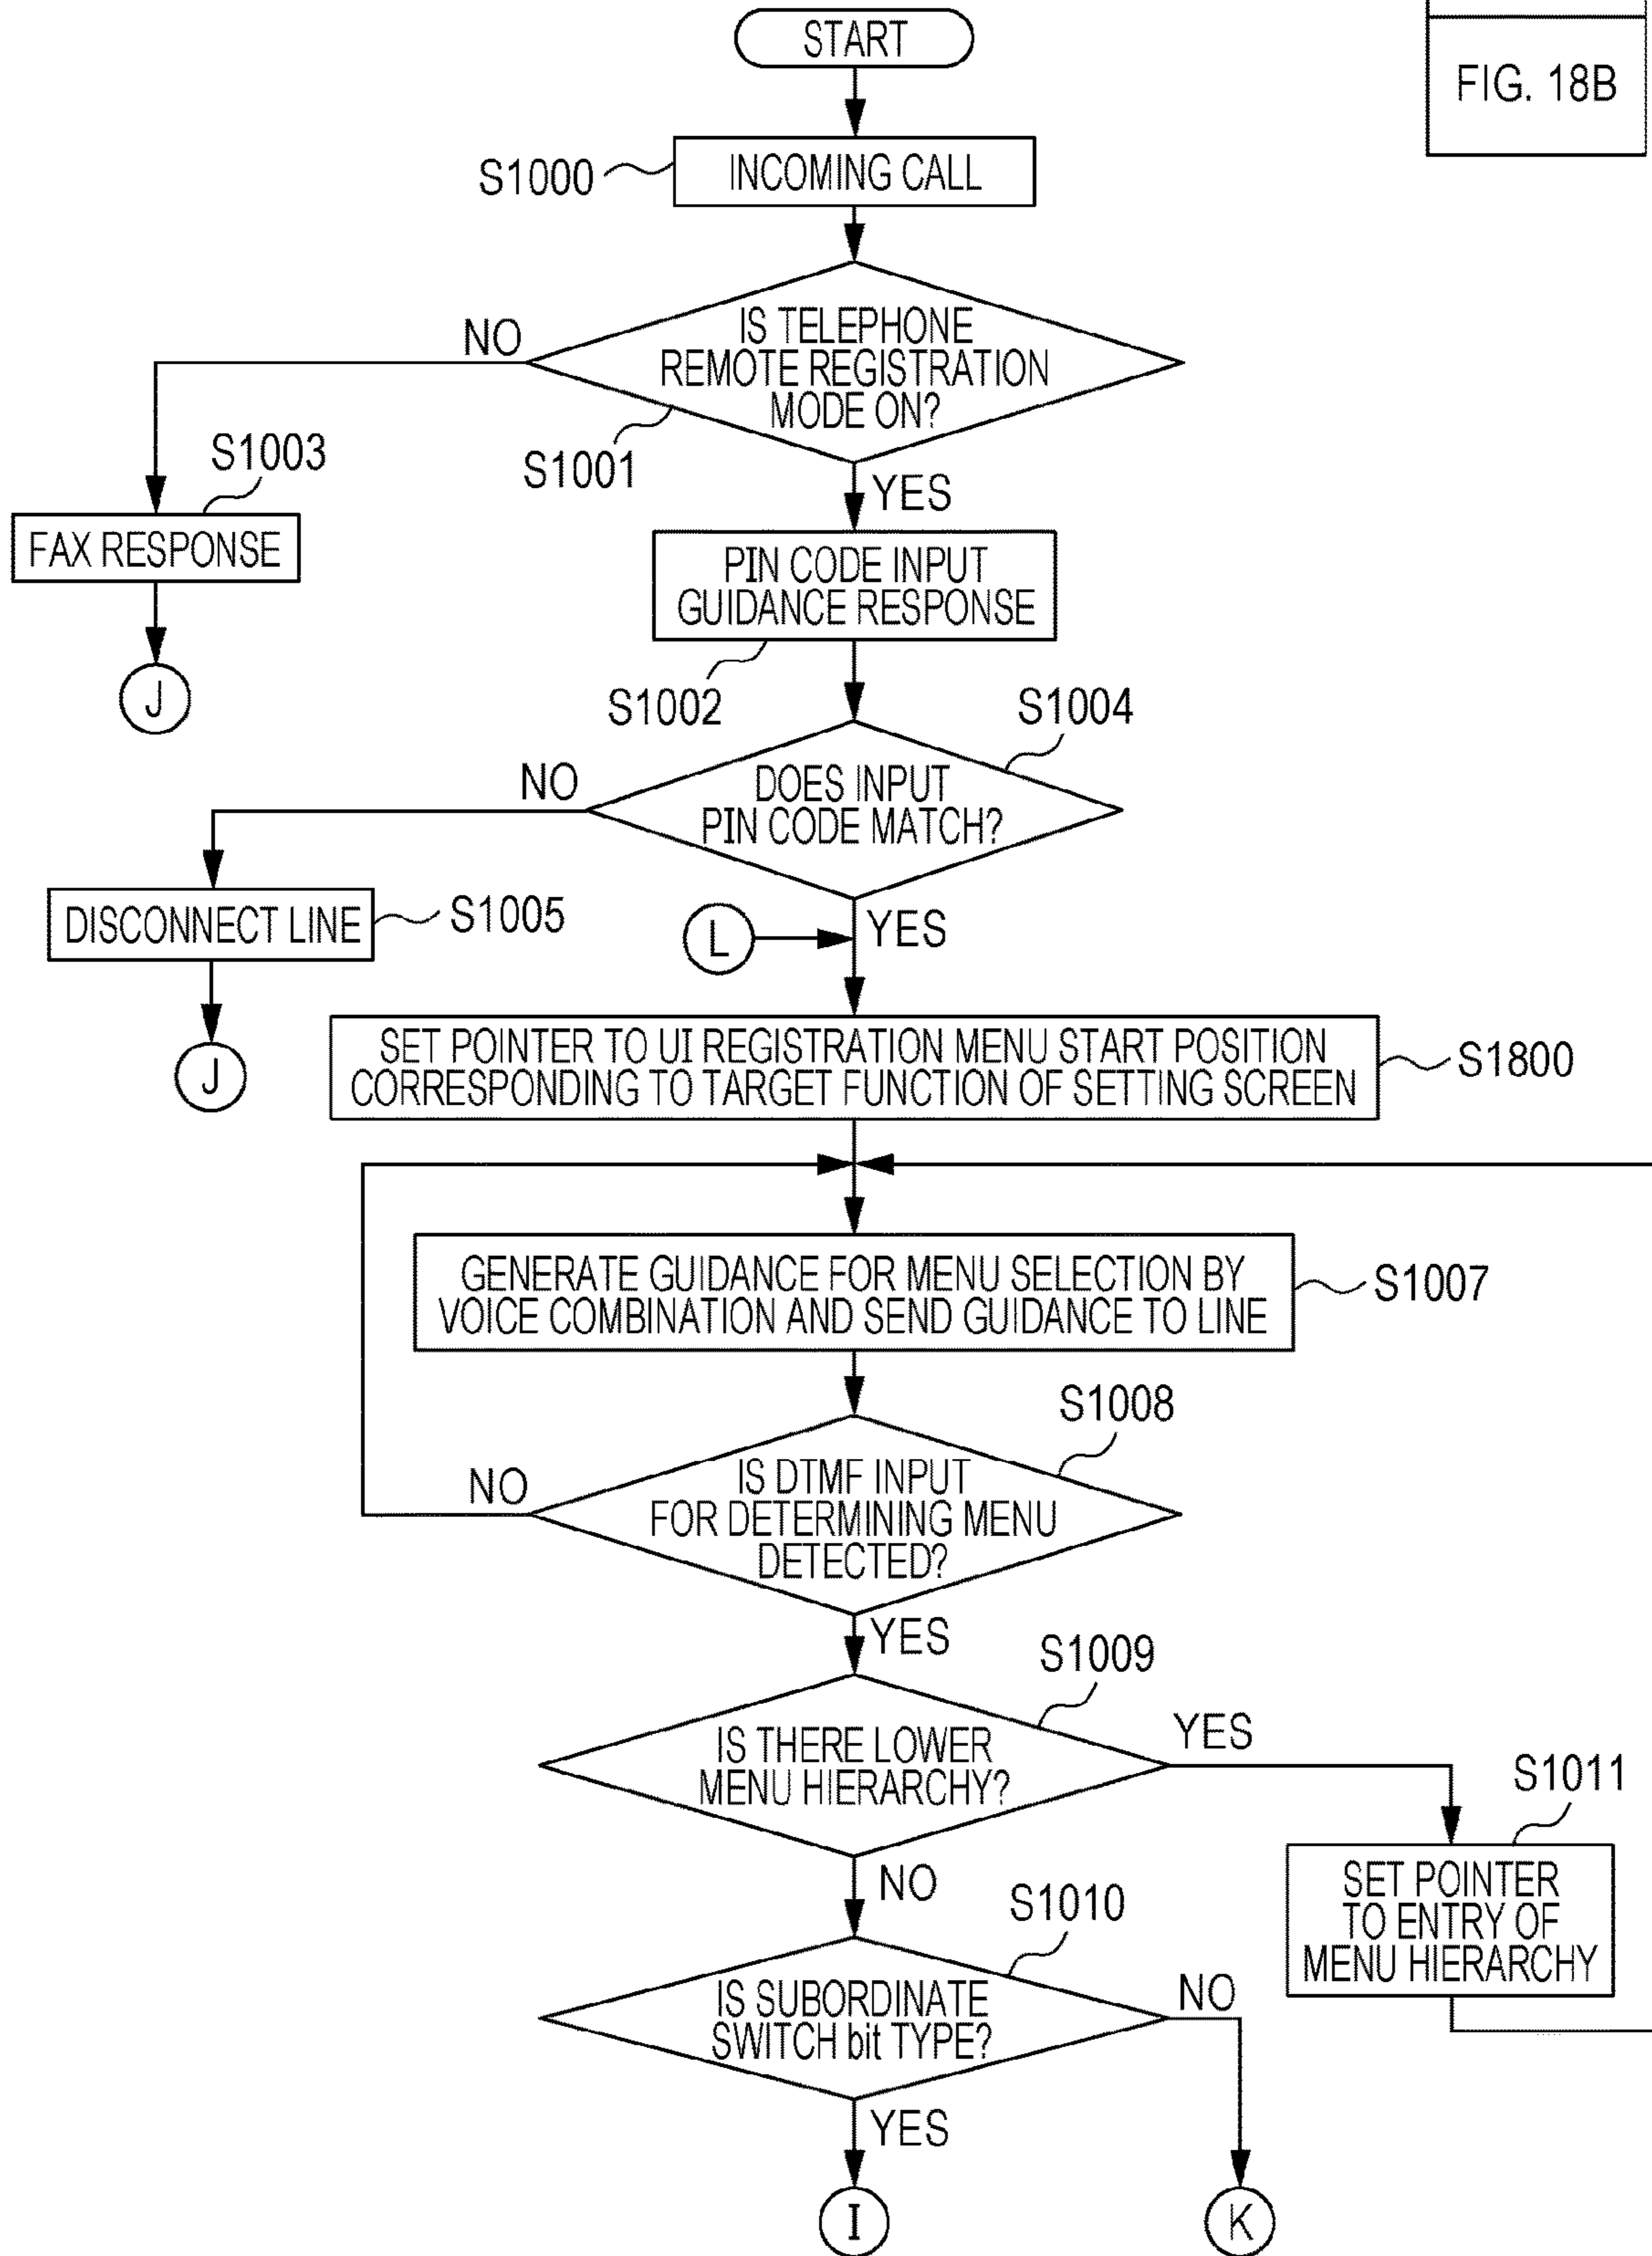 START
FIG. 18B
S1000
INCOMING CALL
IS TELEPHONE
REMOTE REGISTRATION
MODE ON?
NO
S1001
YES
S1003
FAX RESPONSE
J
PIN CODE INPUT
GUIDANCE RESPONSE
S1002
S1004
DOES INPUT
PIN CODE MATCH?
NO
YES
DISCONNECT LINE
S1005
J
L
SET POINTER TO UI REGISTRATION MENU START POSITION
CORRESPONDING TO TARGET FUNCTION OF SETTING SCREEN
S1800
GENERATE GUIDANCE FOR MENU SELECTION BY
VOICE COMBINATION AND SEND GUIDANCE TO LINE
S1007
S1008
IS DTMF INPUT
FOR DETERMINING MENU
DETECTED?
NO
YES
S1009
IS THERE LOWER
MENU HIERARCHY?
YES
NO
S1011
SET POINTER
TO ENTRY OF
MENU HIERARCHY
S1010
IS SUBORDINATE
SWITCH bit TYPE?
NO
YES
I
K